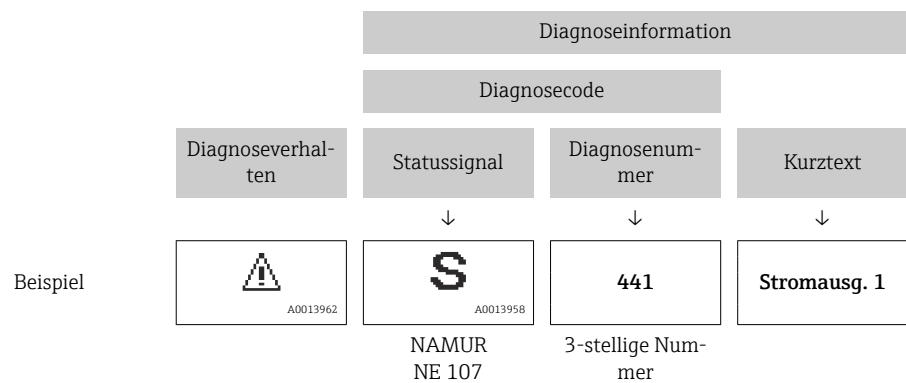 Diagnoseinformation
Diagnosecode
Diagnoseverhal-
ten
Statussignal
Diagnosenum-
mer
Kurztext
↓
↓
↓
Beispiel
A0013962
S
A0013958
441
Stromausg. 1
NAMUR
NE 107
3-stellige Num-
mer